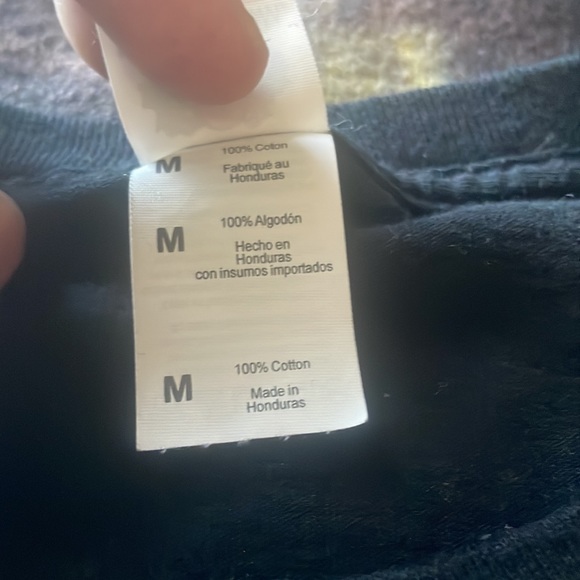 M
100% Coton
Fabriqué au
Honduras
M
100% Algodón
Hecho en
Honduras
con insumos importados
M
100% Cotton
Made in
Honduras